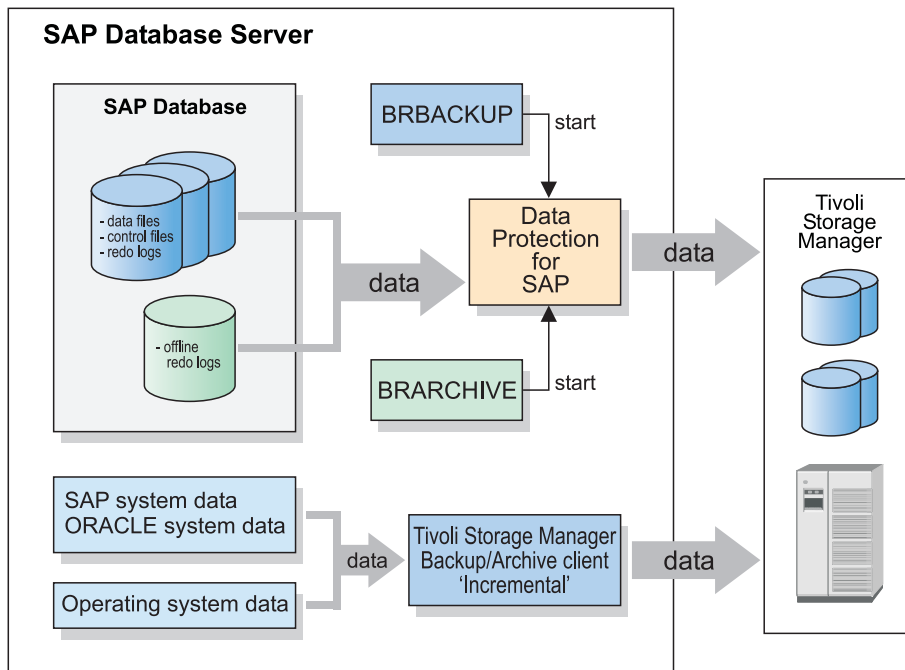 SAP Database Server
SAP Database
- data files
- control files
- redo logs
- offline
redo logs
data
BRBACKUP
start
Data
Protection
for
SAP
BRARCHIVE
start
data
Tivoli
Storage
Manager
SAP system data
ORACLE system data
Operating system data
data
Tivoli Storage Manager
Backup/Archive client
'Incremental'
data